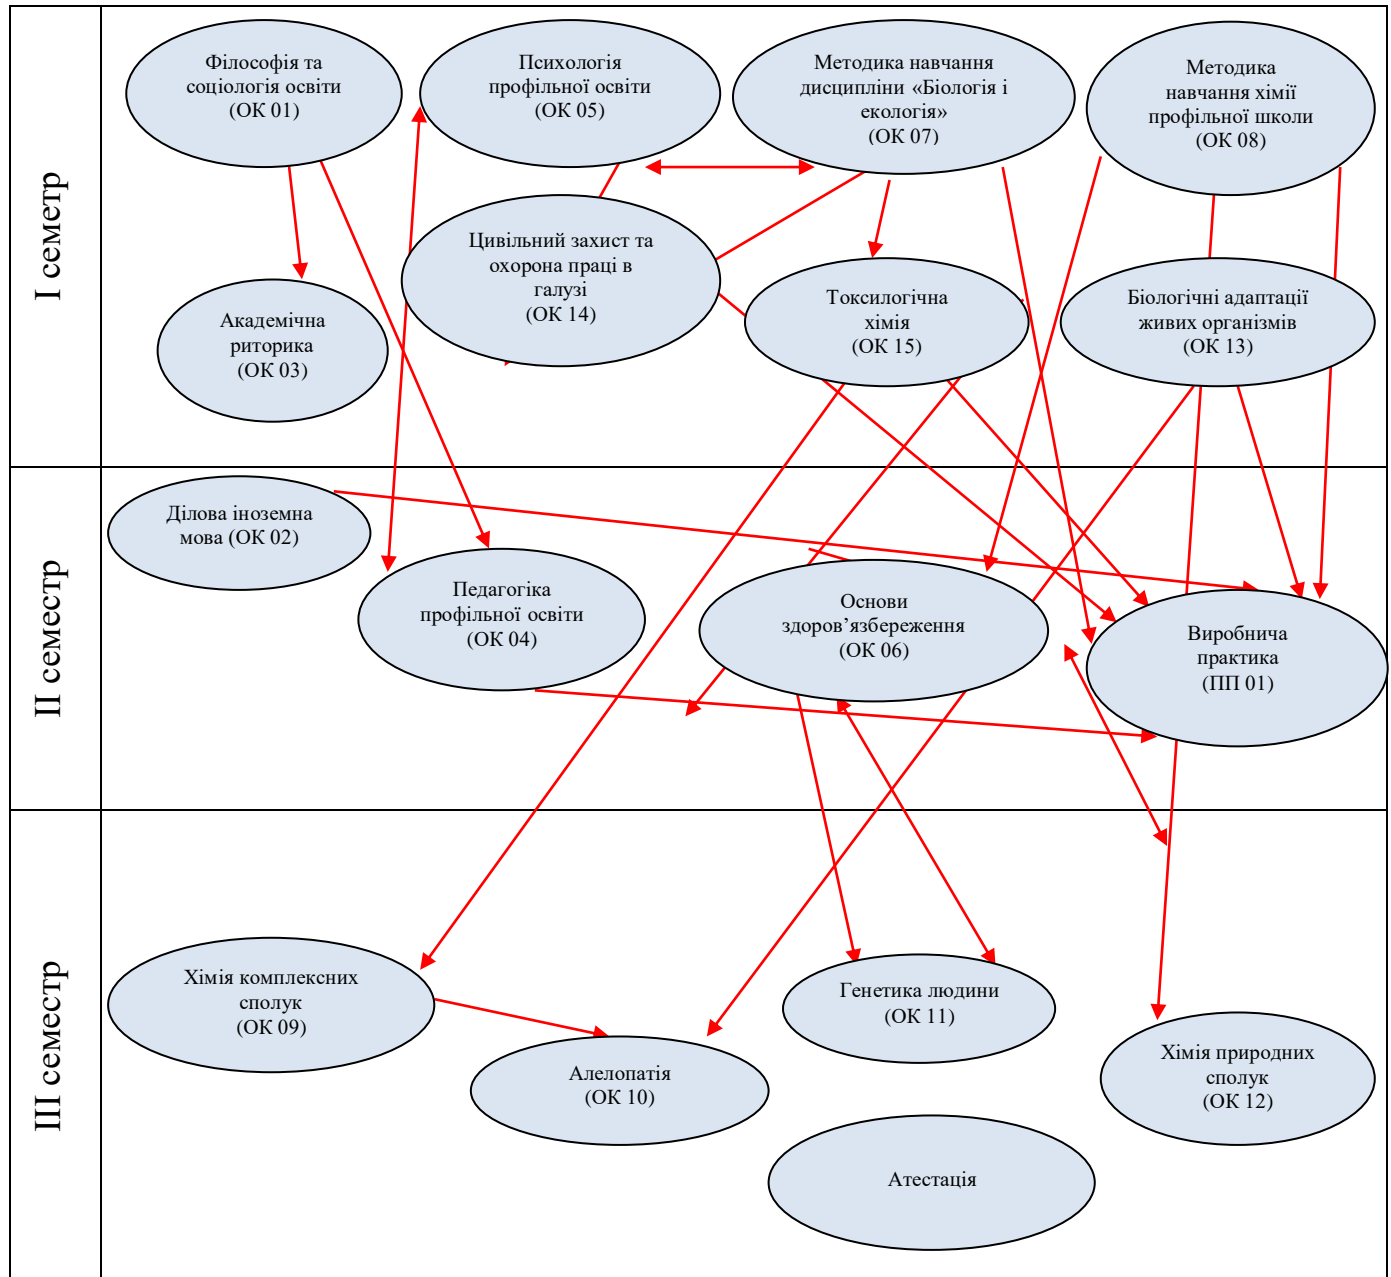 I семетр
Філософія та
соціологія освіти
(ОК 01)
Психологія
профільної освіти
(ОК 05)
Методика навчання
дисципліни «Біологія і
екологія»
(ОК 07)
Методика
навчання хімії
профільної школи
(ОК 08)
Цивільний захист та
охорона праці в
галузі
(ОК 14)
Академічна
риторика
(ОК 03)
Токсилогічна
хімія
(ОК 15)
Біологічні адаптації
живих організмів
(ОК 13)
II семестр
Ділова іноземна
мова (ОК 02)
Педагогіка
профільної освіти
(ОК 04)
Основи
здоров’язбереження
(ОК 06)
Виробнича
практика
(ПП 01)
III семестр
Хімія комплексних
сполук
(ОК 09)
Алелопатія
(ОК 10)
Генетика людини
(ОК 11)
Хімія природних
сполук
(ОК 12)
Атестація